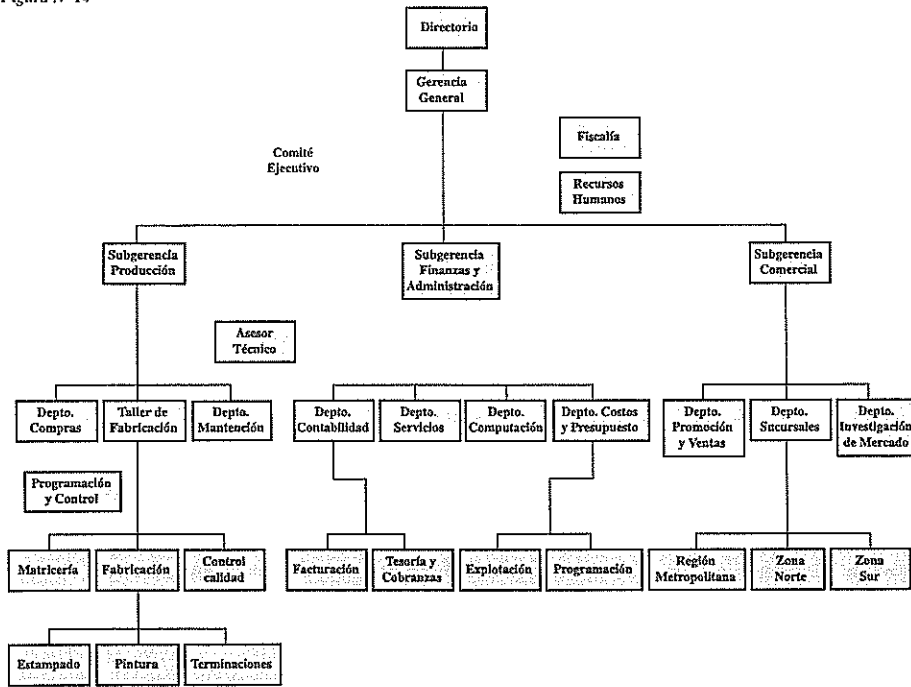 Directorio
Gerencia
General
Fiscalía
Comité
Ejecutivo
Recursos
Humanos
Subgerencia
Producción
Subgerencia
Finanzas y
Administración
Subgerencia
Comercial
Asesor
Técnico
Depto.
Compras
Taller de
Fabricación
Depto.
Mantención
Depto.
Contabilidad
Depto.
Servicios
Depto.
Computación
Depto. Costos
y Presupuesto
Depto.
Promoción
y Ventas
Depto.
Sucursales
Depto.
Investigación
de Mercado
Programación
y Control
Matricería
Fabricación
Control
calidad
Facturación
Tesoría y
Cobranzas
Explotación
Programación
Región
Metropolitana
Zona
Norte
Zona
Sur
Estampado
Pintura
Terminaciones